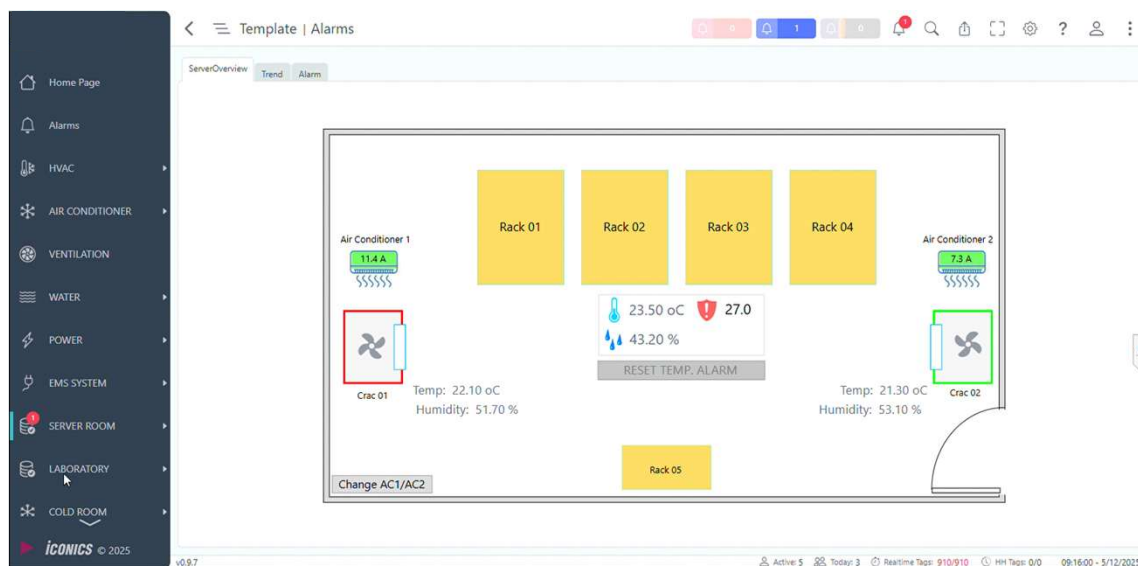 Template | Alarms
0
1
0
1
ServerOverview
Trend
Alarm
Home Page
Alarms
HVAC
AIR CONDITIONER
VENTILATION
WATER
POWER
EMS SYSTEM
1
SERVER ROOM
LABORATORY
COLD ROOM
ICONICS © 2025
Rack 01
Rack 02
Rack 03
Rack 04
Air Conditioner 1
11.4 A
Air Conditioner 2
7.3 A
23.50 oC
27.0
43.20 %
RESET TEMP. ALARM
Crac 01
Temp: 22.10 oC
Humidity: 51.70 %
Temp: 21.30 oC
Humidity: 53.10 %
Crac 02
Rack 05
Change AC1/AC2
v0.9.7
Active: 5
Today: 3
Realtime Tags: 910/910
HH Tags: 0/0
09:16:00 - 5/12/2025